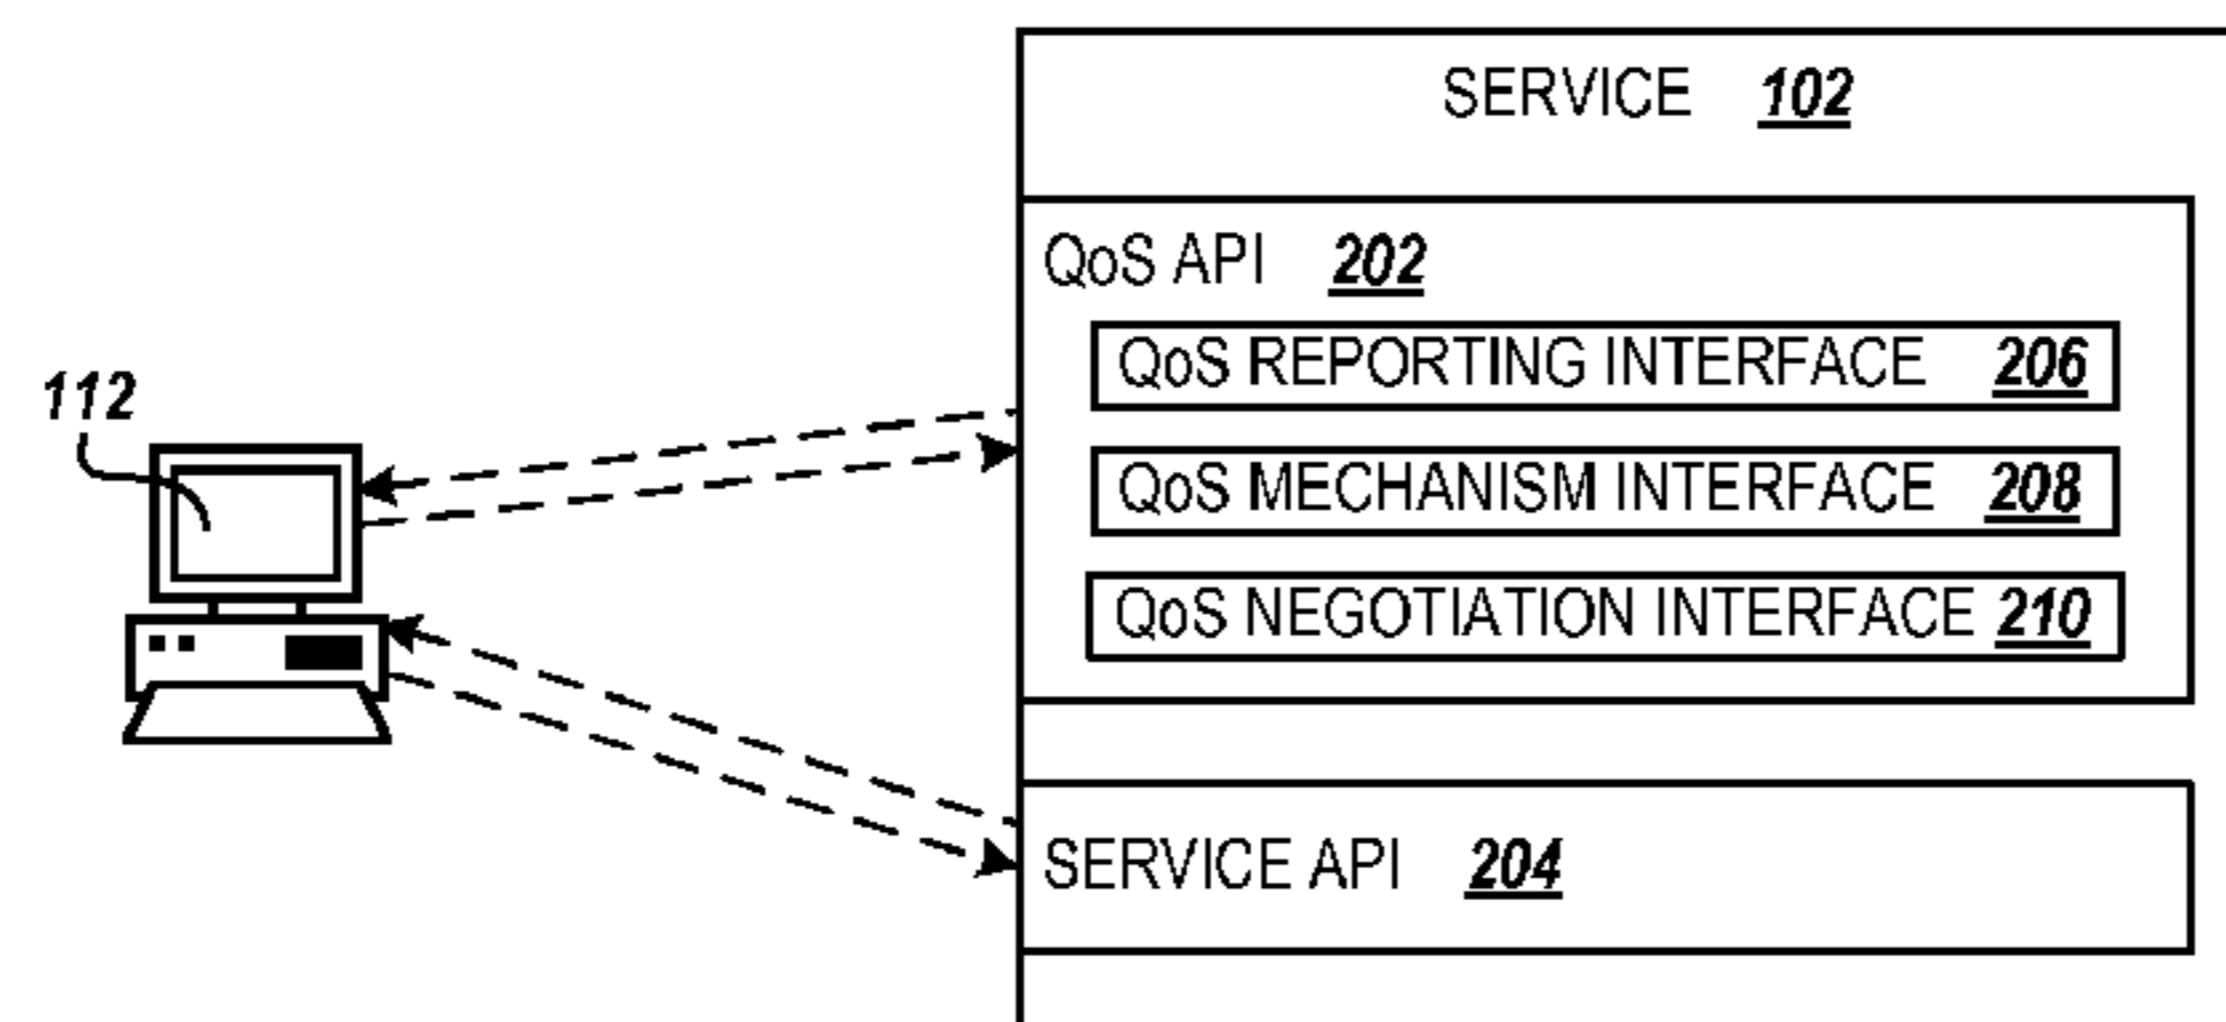 SERVICE 102
QoS API 202
QoS REPORTING INTERFACE 206
112
QoS MECHANISM INTERFACE 208
QoS NEGOTIATION INTERFACE 210
SERVICE API 204